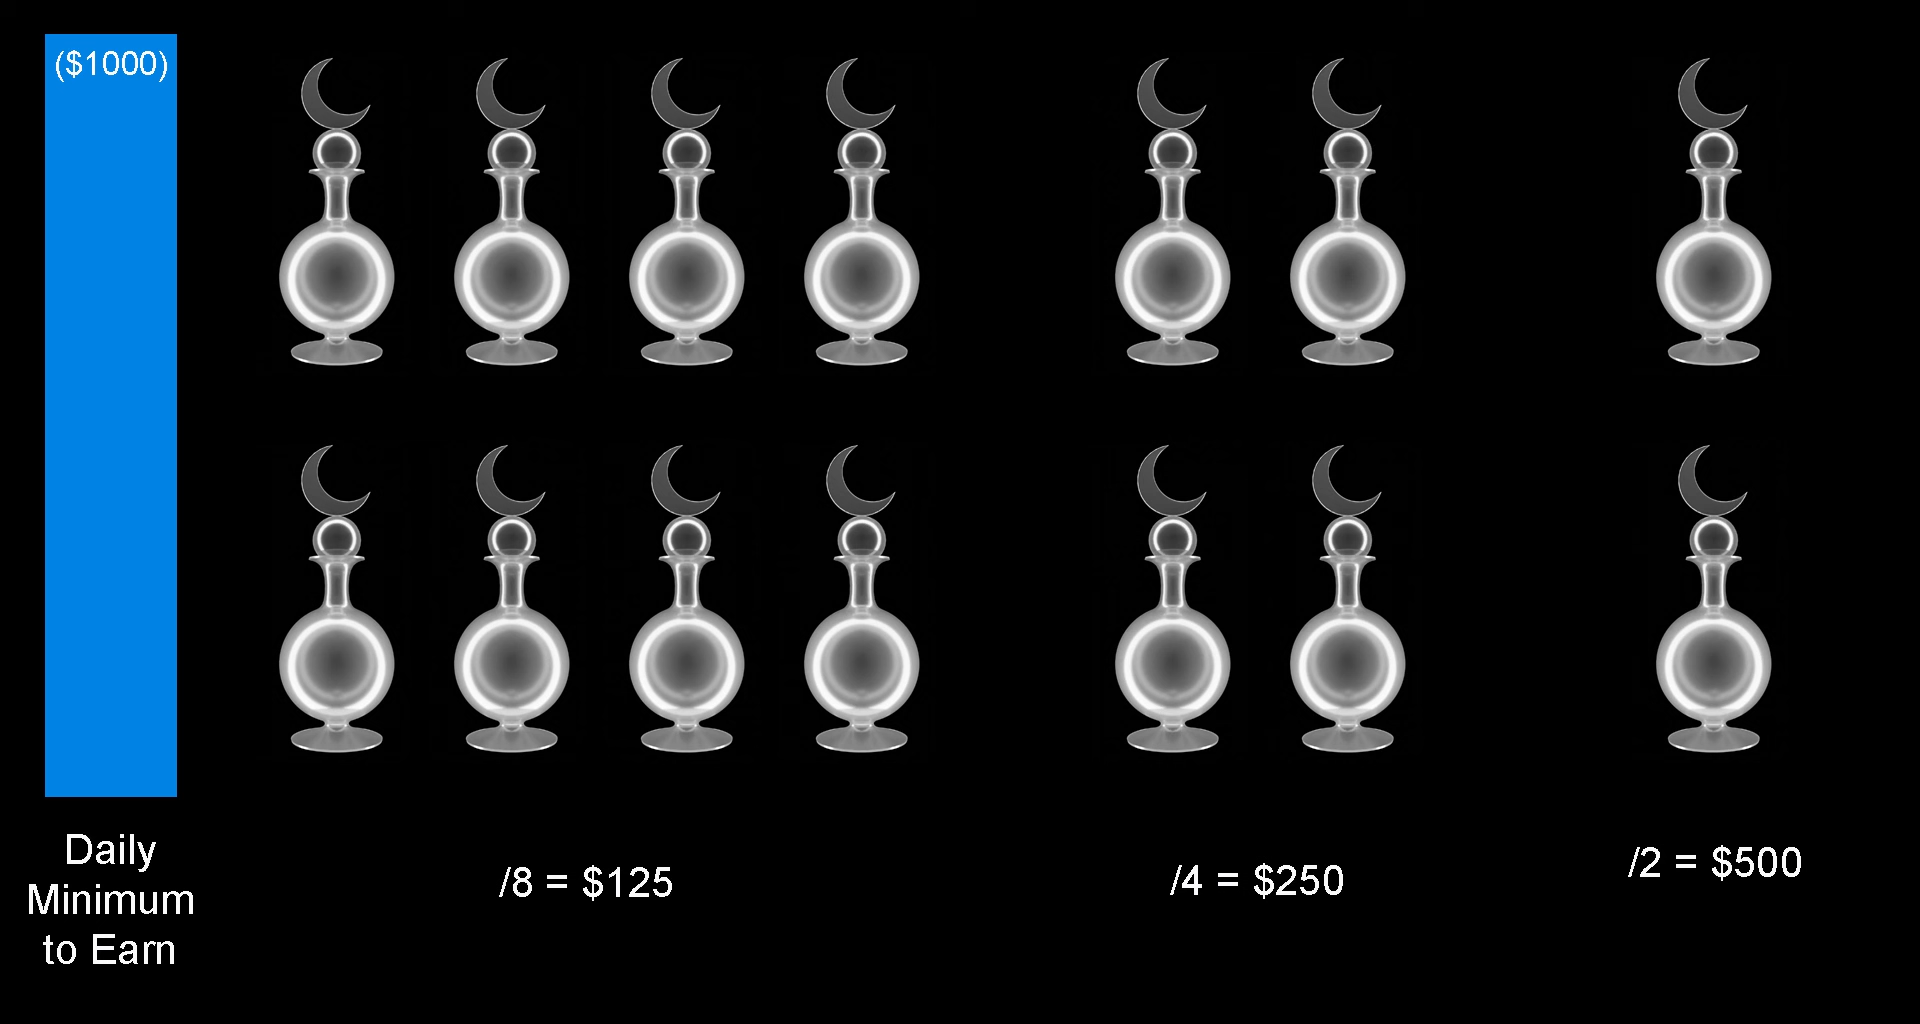 ($1000)
Daily
Minimum
to Earn
/8 = $125
/4 = $250
/2 = $500